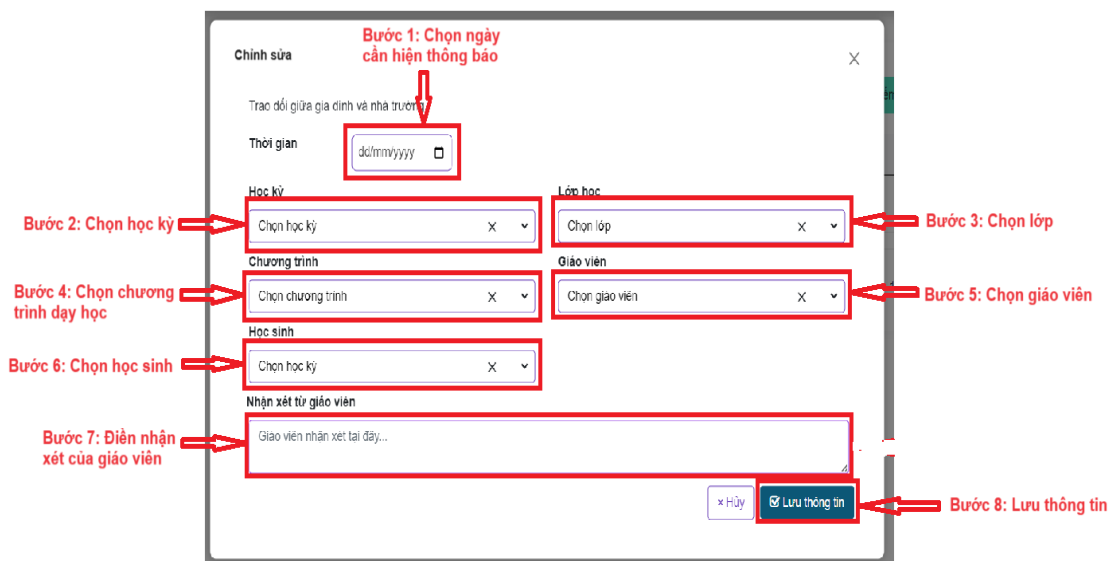 Bước 1: Chọn ngày
cần hiện thông báo
Chỉnh sửa
Trao đổi giữa gia đình và nhà trường
Thời gian
dd/mm/yyyy
Học kỳ
Lớp học
Bước 2: Chọn học kỳ
Chọn học kỳ
Chọn lớp
Bước 3: Chọn lớp
Chương trình
Giáo viên
Bước 4: Chọn chương
trình dạy học
Chọn chương trình
Chọn giáo viên
Bước 5: Chọn giáo viên
Học sinh
Bước 6: Chọn học sinh
Chọn học kỳ
Nhận xét từ giáo viên
Bước 7: Điền nhận
xét của giáo viên
Giáo viên nhận xét tại đây...
× Hủy
Lưu thông tin
Bước 8: Lưu thông tin